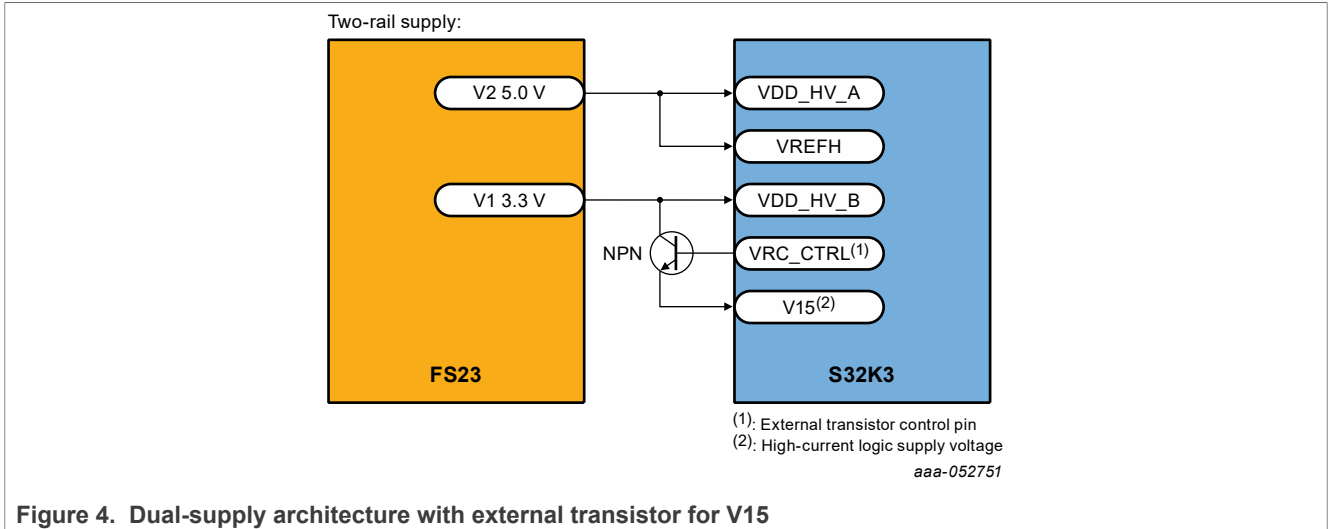 Two-rail supply:
V2 5.0 V
VDD_HV_A
VREFH
V1 3.3 V
VDD_HV_B
NPN
VRC_CTRL(1)
V15(2)
FS23
S32K3
(1): External transistor control pin
(2): High-current logic supply voltage
aaa-052751
Figure 4. Dual-supply architecture with external transistor for V15